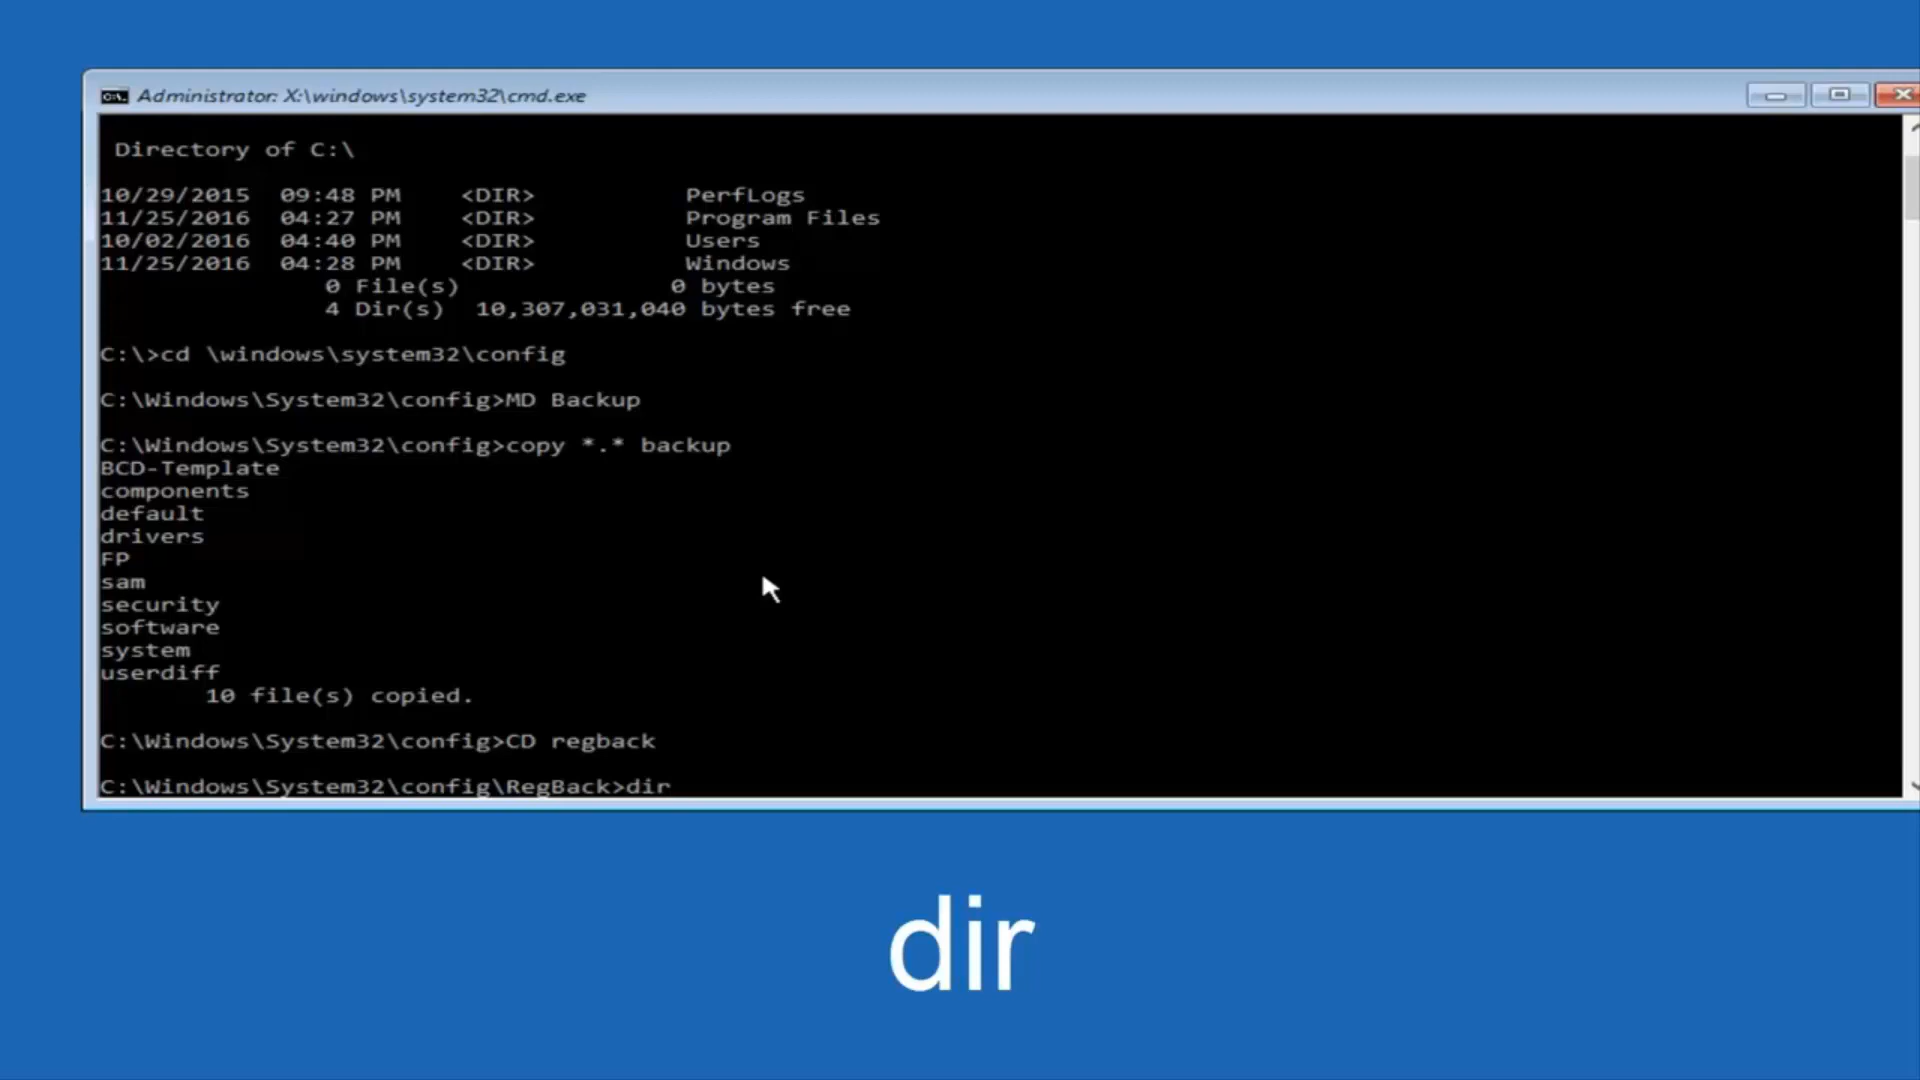 Administrator: X:\windows\system32\cmd.exe
Directory of C:\
10/29/2015  09:48 PM    <DIR>          PerfLogs
11/25/2016  04:27 PM    <DIR>          Program Files
10/02/2016  04:40 PM    <DIR>          Users
11/25/2016  04:28 PM    <DIR>          Windows
0 File(s)              0 bytes
4 Dir(s)  10,307,031,040 bytes free
C:\>cd \windows\system32\config
C:\Windows\System32\config>MD Backup
C:\Windows\System32\config>copy *.* backup
BCD-Template
components
default
drivers
FP
sam
security
software
system
userdiff
10 file(s) copied.
C:\Windows\System32\config>CD regback
C:\Windows\System32\config\RegBack>dir
dir